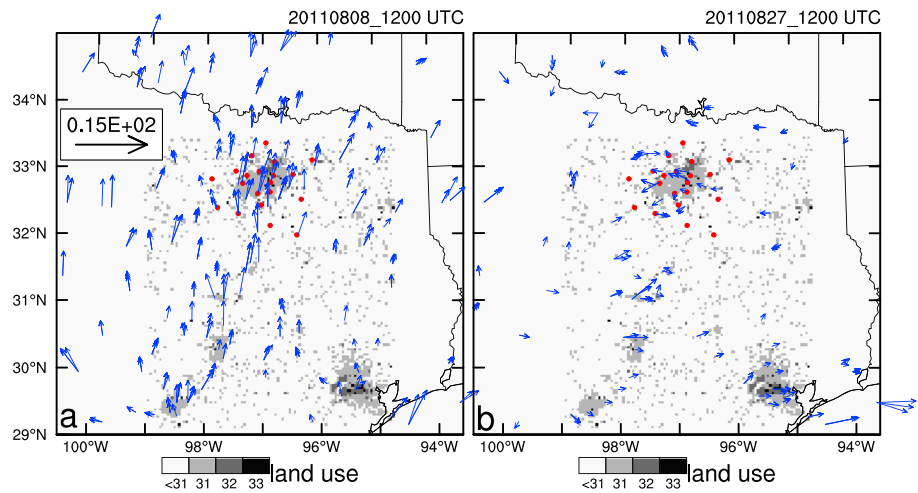 20110808_1200 UTC
20110827_1200 UTC
34°N
33°N
32°N
31°N
30°N
29°N
0.15E+02
a
b
100°W 98°W 96°W 94°W
100°W 98°W 96°W 94°W
<31 31 32 33
land use
<31 31 32 33
land use